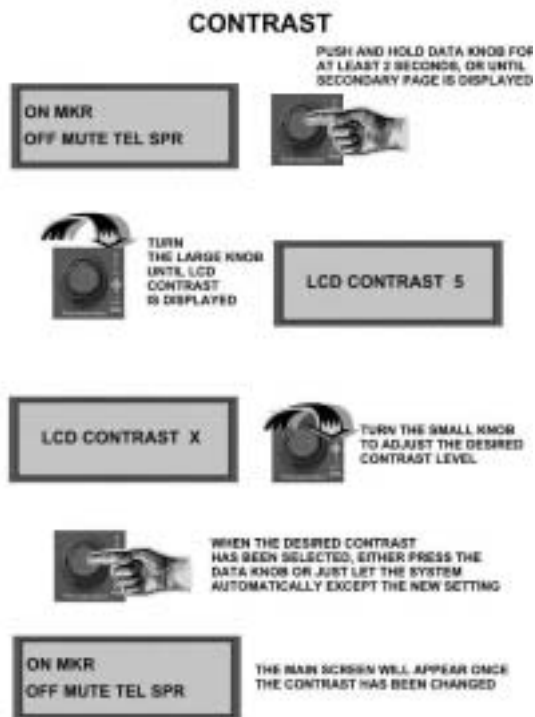 CONTRAST
PUSH AND HOLD DATA KNOB FOR
AT LEAST 2 SECONDS, OR UNTIL
SECONDARY PAGE IS DISPLAYED
ON MKR
OFF MUTE TEL SPR
TURN
THE LARGE KNOB
UNTIL LCD
CONTRAST
IS DISPLAYED
LCD CONTRAST 5
LCD CONTRAST X
TURN THE SMALL KNOB
TO ADJUST THE DESIRED
CONTRAST LEVEL
WHEN THE DESIRED CONTRAST
HAS BEEN SELECTED, EITHER PRESS THE
DATA KNOB OR JUST LET THE SYSTEM
AUTOMATICALLY EXCEPT THE NEW SETTING
ON MKR
OFF MUTE TEL SPR
THE MAIN SCREEN WILL APPEAR ONCE
THE CONTRAST HAS BEEN CHANGED